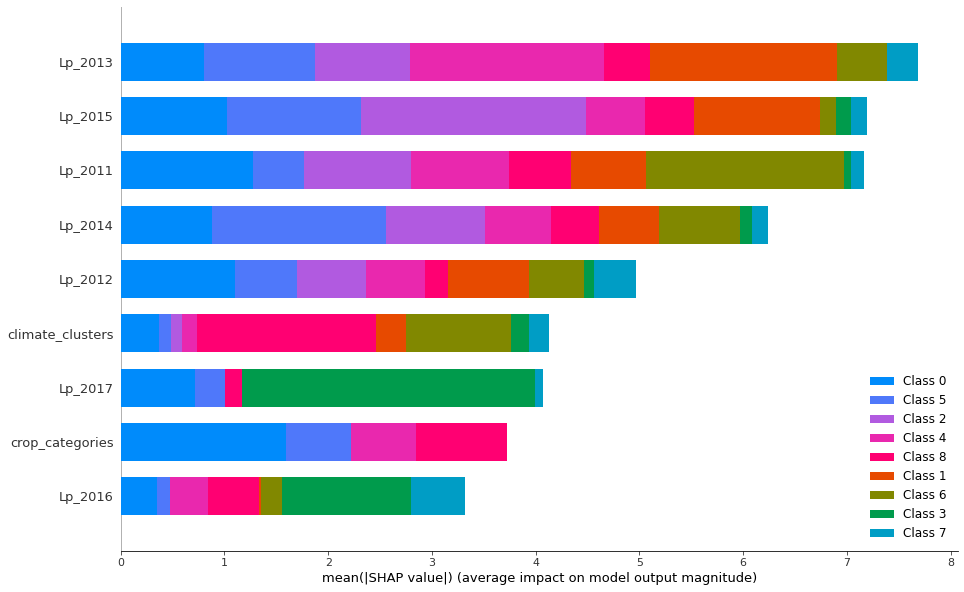 Lp_2013
Lp_2015
Lp_2011
Lp_2014
Lp_2012
climate_clusters
Lp_2017
crop_categories
Lp_2016
Class 0
Class 5
Class 2
Class 4
Class 8
Class 1
Class 6
Class 3
Class 7
0 1 2 3 4 5 6 7 8
mean(|SHAP value|) (average impact on model output magnitude)